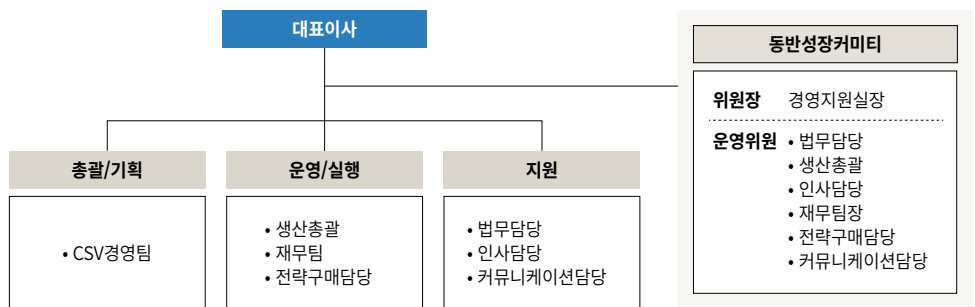 대표이사
총괄/기획
• CSV경영팀
운영/실행
• 생산총괄
• 재무팀
• 전략구매담당
지원
• 법무담당
• 인사담당
• 커뮤니케이션담당
동반성장커미티
위원장 경영지원실장
운영위원 • 법무담당
• 생산총괄
• 인사담당
• 재무팀장
• 전략구매담당
• 커뮤니케이션담당